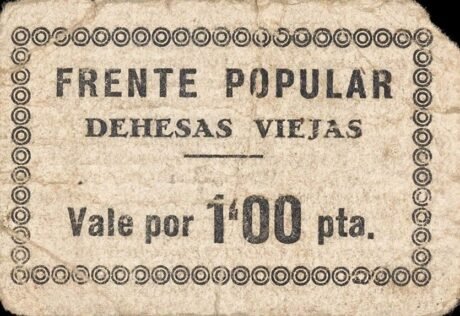 FRENTE POPULAR
DEHESAS VIEJAS
Vale por 1'00 pta.